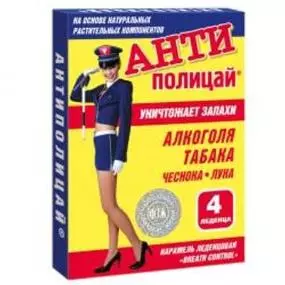 НА ОСНОВЕ НАТУРАЛЬНЫХ
РАСТИТЕЛЬНЫХ КОМПОНЕНТОВ
АНТИ
ПОЛИЦАЙ®
УНИЧТОЖАЕТ ЗАПАХИ
АЛКОГОЛЯ
ТАБАКА
ЧЕСНОКА • ЛУКА
4
ЛЕДЕНЦА
КАРАМЕЛЬ ЛЕДЕНЦОВАЯ
«BREATH CONTROL»
АНТИПОЛИЦАЙ®